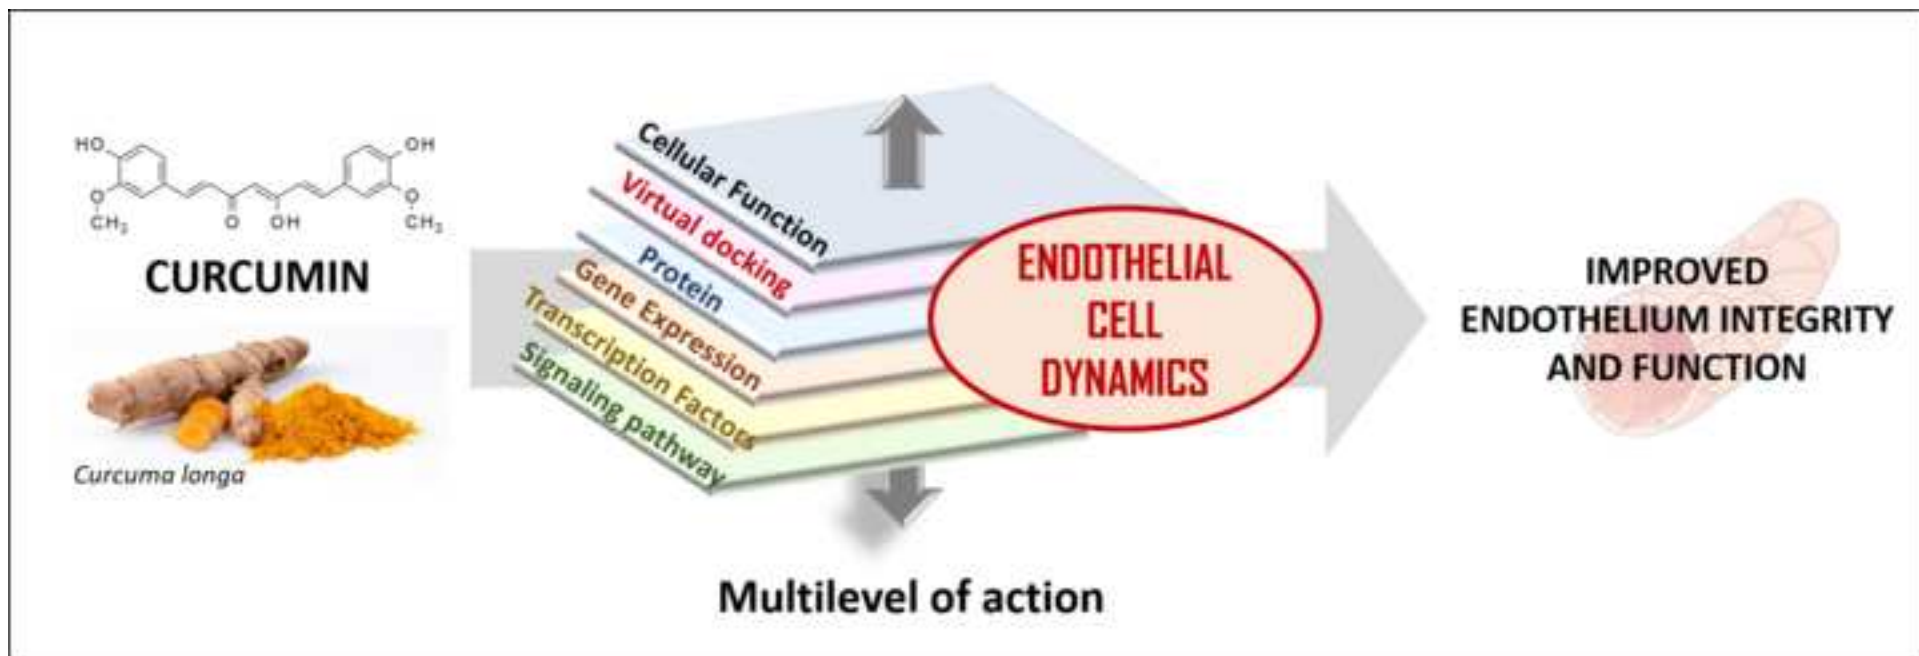 HO
OH
O
CH₃
O
OH
O
CH₃
CURCUMIN
Curcuma longa
Cellular Function
Virtual docking
Protein
Gene Expression
Transcription Factors
Signaling pathway
ENDOTHELIAL
CELL
DYNAMICS
Multilevel of action
IMPROVED
ENDOTHELIUM INTEGRITY
AND FUNCTION